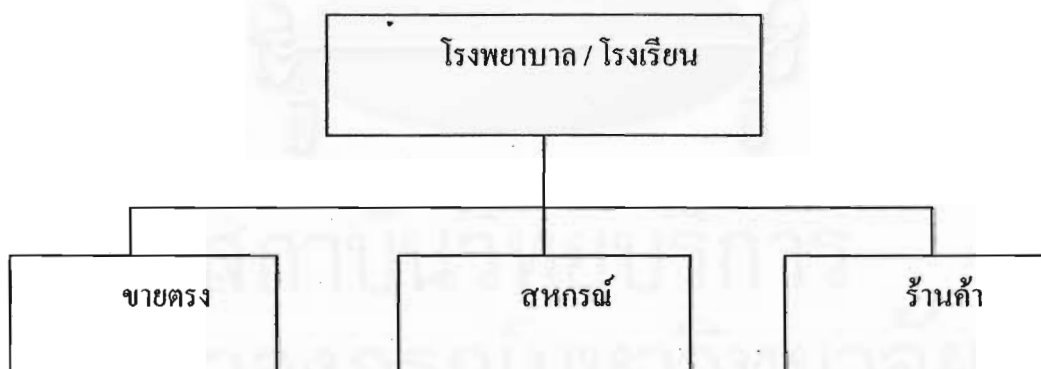 โรงพยาบาล / โรงเรียน
ขายตรง
สหกรณ์
ร้านค้า